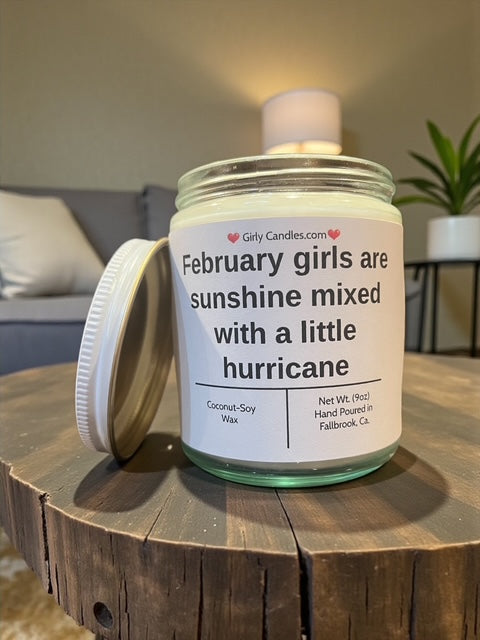 Girly Candles.com
February girls are
sunshine mixed
with a little
hurricane
Coconut-Soy
Wax
Net Wt. (9oz)
Hand Poured in
Fallbrook, Ca.